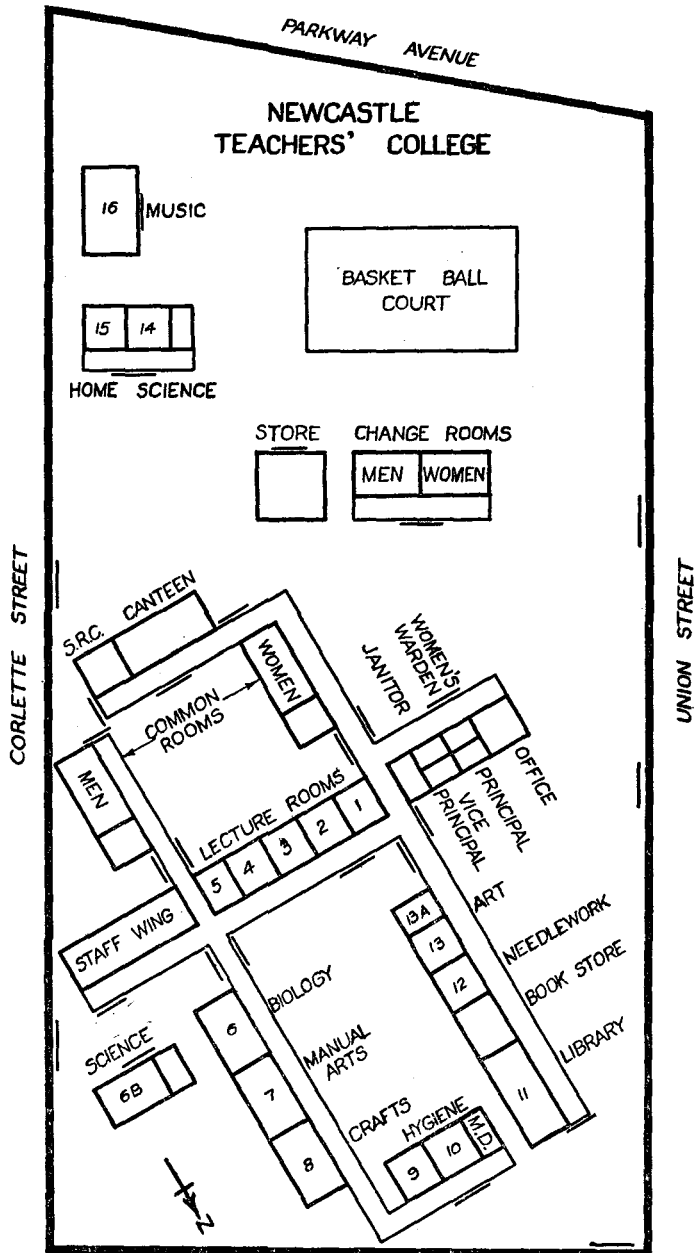 PARKWAY AVENUE
NEWCASTLE
TEACHERS' COLLEGE
16
MUSIC
BASKET BALL
COURT
15
14
HOME SCIENCE
STORE
CHANGE ROOMS
MEN
WOMEN
CORLETTE STREET
UNION STREET
S.R.C. CANTEEN
WOMEN
COMMON
ROOMS
MEN
JANITOR
WOMEN'S
WARDEN
OFFICE
PRINCIPAL
VICE
PRINCIPAL
LECTURE ROOMS
5
4
3
2
1
STAFF WING
13A
ART
13
NEEDLEWORK
12
BOOK STORE
LIBRARY
11
BIOLOGY
6
MANUAL
ARTS
7
CRAFTS
8
SCIENCE
6B
HYGIENE
9
10
M.D.
N